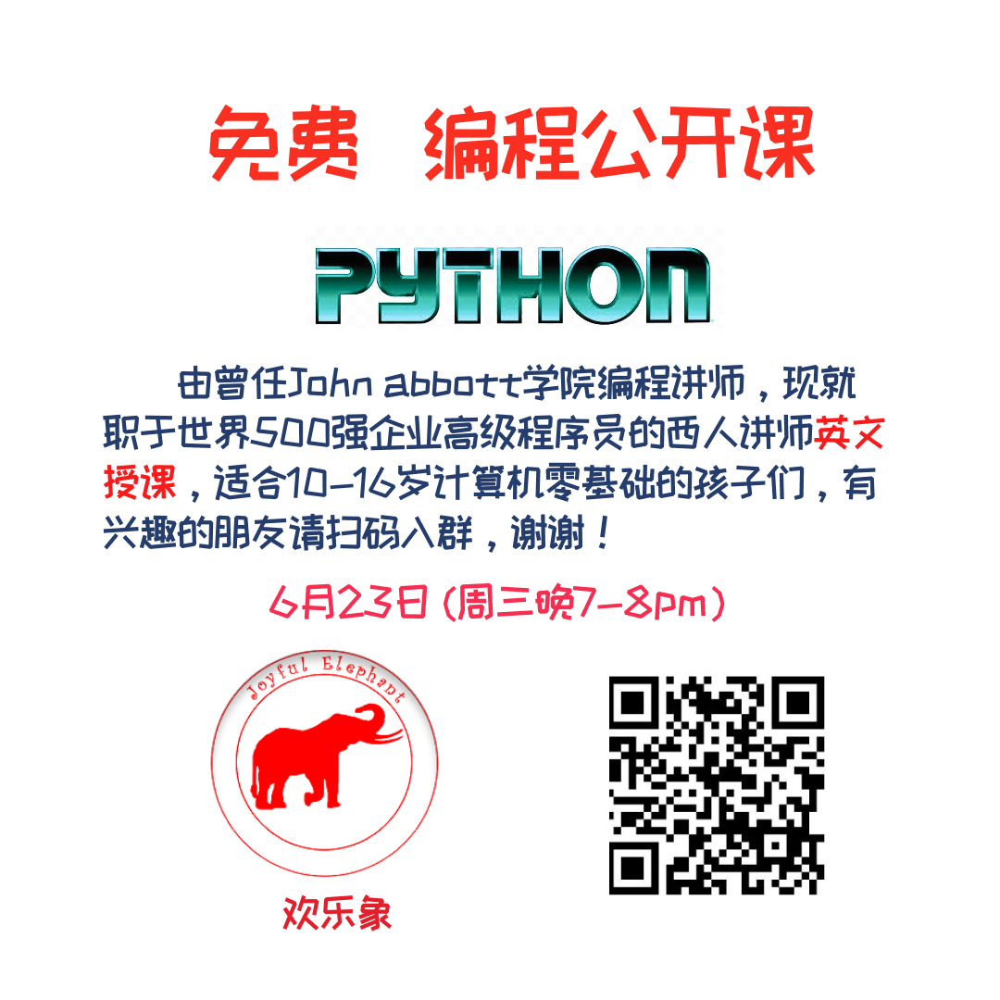 免费 编程公开课
PYTHON
由曾任John abbott学院编程讲师，现就
职于世界500强企业高级程序员的西人讲师英文
授课，适合10-16岁计算机零基础的孩子们，有
兴趣的朋友请扫码入群，谢谢！
6月23日 (周三晚7-8pm)
Joyful Elephant
欢乐象